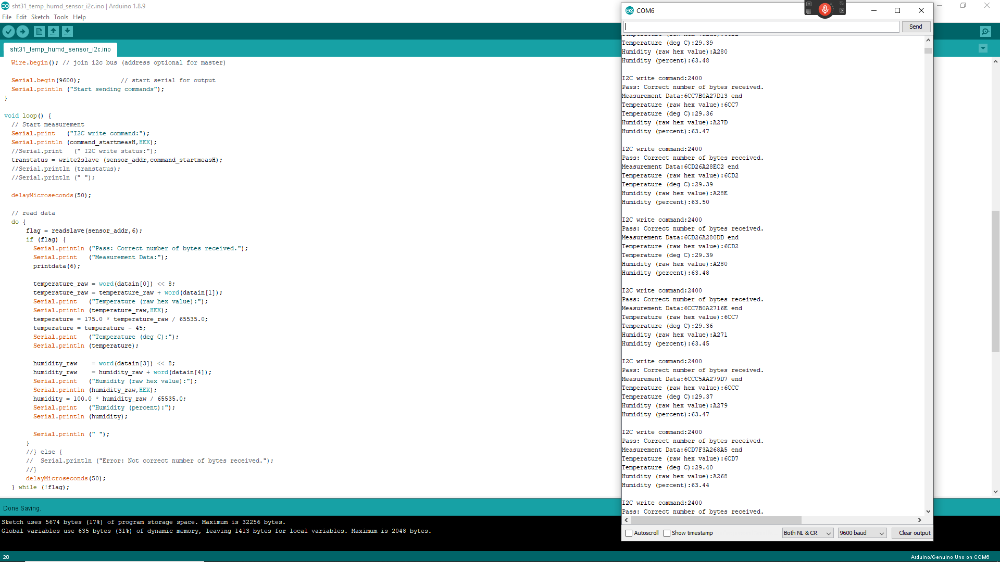 sht31_temp_humd_sensor_i2c.ino | Arduino 1.8.9
File Edit Sketch Tools Help
sht31_temp_humd_sensor_i2c.ino
Wire.begin(); // join i2c bus (address optional for master)
Serial.begin(9600); // start serial for output
Serial.println ("Start sending commands");
}
void loop() {
// Start measurement
Serial.print ("I2C write command:");
Serial.println (command_startmeasH,HEX);
//Serial.print (" I2C write status:");
transtatus = write2slave (sensor_addr,command_startmeasH);
//Serial.println (transtatus);
//Serial.println (" ");
delayMicroseconds(50);
// read data
do {
flag = readslave(sensor_addr,6);
if (flag) {
Serial.println ("Pass: Correct number of bytes received.");
Serial.print ("Measurement Data:");
printdata(6);
temperature_raw = word(datain[0]) << 8;
temperature_raw = temperature_raw + word(datain[1]);
Serial.print ("Temperature (raw hex value):");
Serial.println (temperature_raw,HEX);
temperature = 175.0 * temperature_raw / 65535.0;
temperature = temperature - 45;
Serial.print ("Temperature (deg C):");
Serial.println (temperature);
humidity_raw = word(datain[3]) << 8;
humidity_raw = humidity_raw + word(datain[4]);
Serial.print ("Humidity (raw hex value):");
Serial.println (humidity_raw,HEX);
humidity = 100.0 * humidity_raw / 65535.0;
Serial.print ("Humidity (percent):");
Serial.println (humidity);
Serial.println (" ");
}
//} else {
// Serial.println ("Error: Not correct number of bytes received.");
//}
delayMicroseconds(50);
} while (!flag);
Done Saving.
Sketch uses 5674 bytes (17%) of program storage space. Maximum is 32256 bytes.
Global variables use 635 bytes (31%) of dynamic memory, leaving 1413 bytes for local variables. Maximum is 2048 bytes.
20
Arduino/Genuino Uno on COM6
COM6
Send
Temperature (deg C):29.39
Humidity (raw hex value):A280
Humidity (percent):63.48
I2C write command:2400
Pass: Correct number of bytes received.
Measurement Data:6CC7B0A27D13 end
Temperature (raw hex value):6CC7
Temperature (deg C):29.36
Humidity (raw hex value):A27D
Humidity (percent):63.47
I2C write command:2400
Pass: Correct number of bytes received.
Measurement Data:6CD26A28EC2 end
Temperature (raw hex value):6CD2
Temperature (deg C):29.39
Humidity (raw hex value):A28E
Humidity (percent):63.50
I2C write command:2400
Pass: Correct number of bytes received.
Measurement Data:6CD26A280DD end
Temperature (raw hex value):6CD2
Temperature (deg C):29.39
Humidity (raw hex value):A280
Humidity (percent):63.48
I2C write command:2400
Pass: Correct number of bytes received.
Measurement Data:6CC7B0A2716E end
Temperature (raw hex value):6CC7
Temperature (deg C):29.36
Humidity (raw hex value):A271
Humidity (percent):63.45
I2C write command:2400
Pass: Correct number of bytes received.
Measurement Data:6CCC5AA279D7 end
Temperature (raw hex value):6CCC
Temperature (deg C):29.37
Humidity (raw hex value):A279
Humidity (percent):63.47
I2C write command:2400
Pass: Correct number of bytes received.
Measurement Data:6CD7F3A268A5 end
Temperature (raw hex value):6CD7
Temperature (deg C):29.40
Humidity (raw hex value):A268
Humidity (percent):63.44
I2C write command:2400
Pass: Correct number of bytes received.
Autoscroll Show timestamp Both NL & CR 9600 baud Clear output